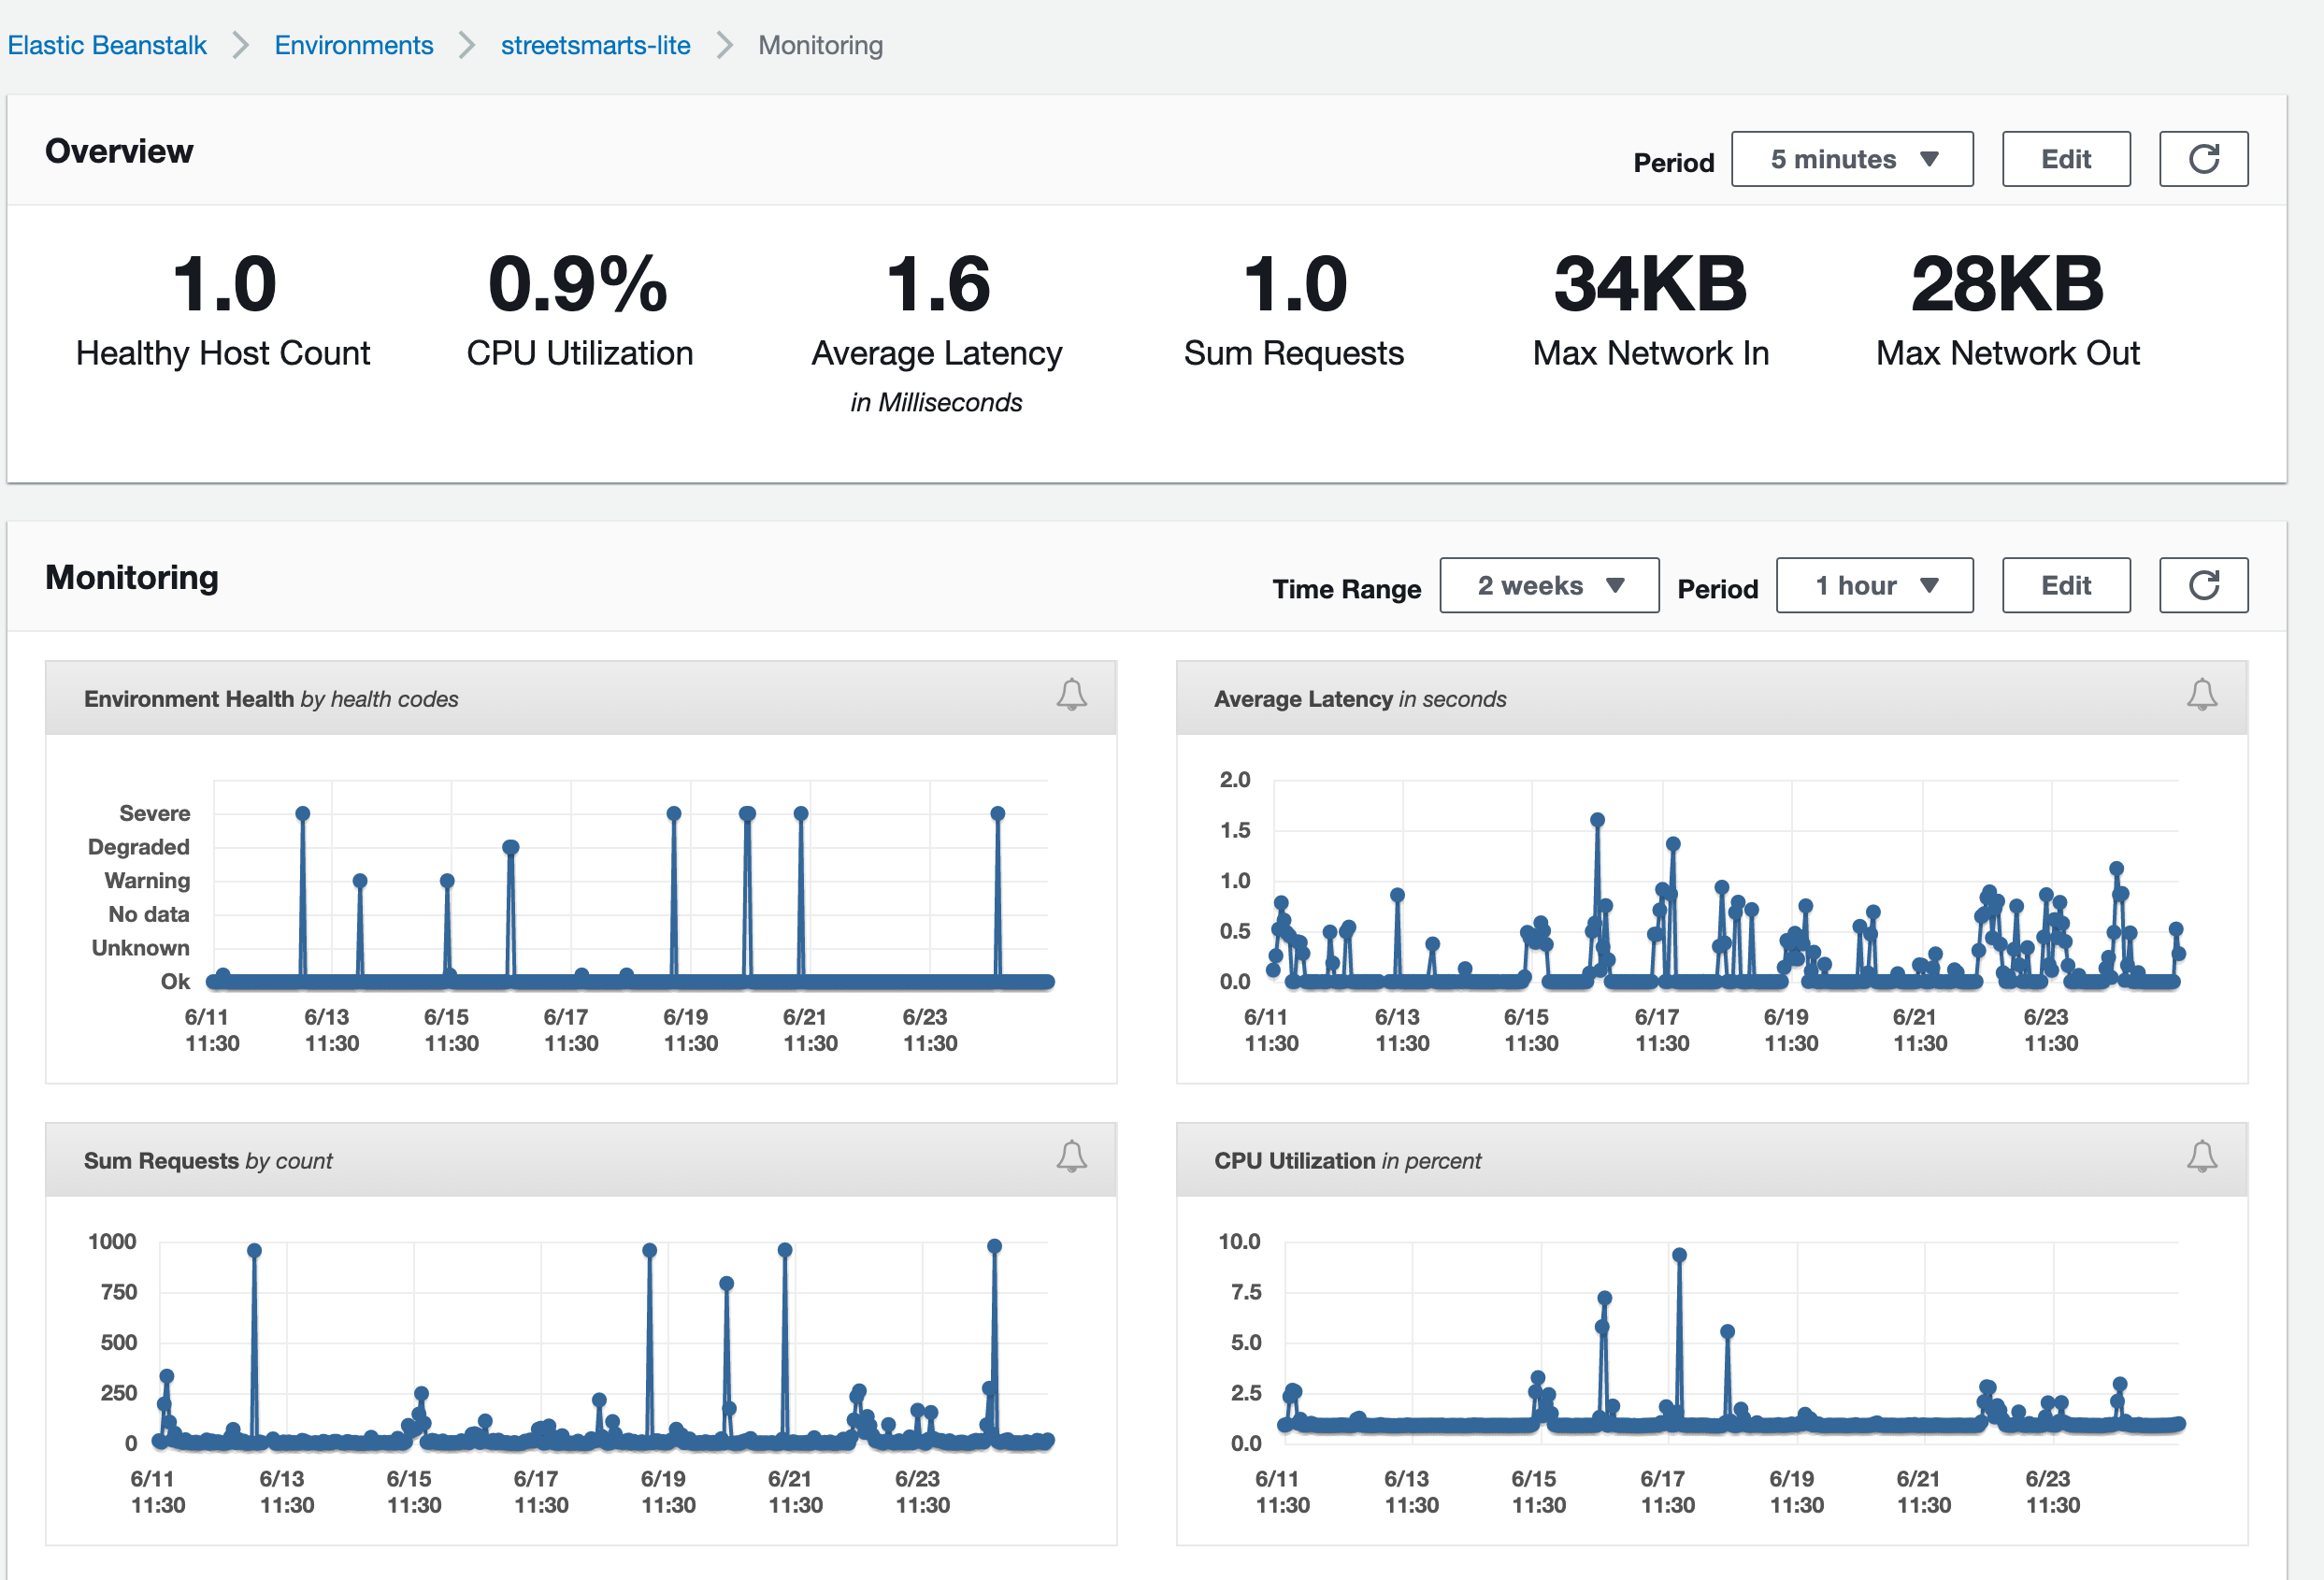 Elastic Beanstalk > Environments > streetsmarts-lite > Monitoring
Overview
Period 5 minutes ▼ Edit
1.0 0.9% 1.6 1.0 34KB 28KB
Healthy Host Count CPU Utilization Average Latency Sum Requests Max Network In Max Network Out
in Milliseconds
Monitoring
Time Range 2 weeks ▼ Period 1 hour ▼ Edit
Environment Health by health codes
Severe
Degraded
Warning
No data
Unknown
Ok
6/11 6/13 6/15 6/17 6/19 6/21 6/23
11:30 11:30 11:30 11:30 11:30 11:30 11:30
Average Latency in seconds
2.0
1.5
1.0
0.5
0.0
6/11 6/13 6/15 6/17 6/19 6/21 6/23
11:30 11:30 11:30 11:30 11:30 11:30 11:30
Sum Requests by count
1000
750
500
250
0
6/11 6/13 6/15 6/17 6/19 6/21 6/23
11:30 11:30 11:30 11:30 11:30 11:30 11:30
CPU Utilization in percent
10.0
7.5
5.0
2.5
0.0
6/11 6/13 6/15 6/17 6/19 6/21 6/23
11:30 11:30 11:30 11:30 11:30 11:30 11:30